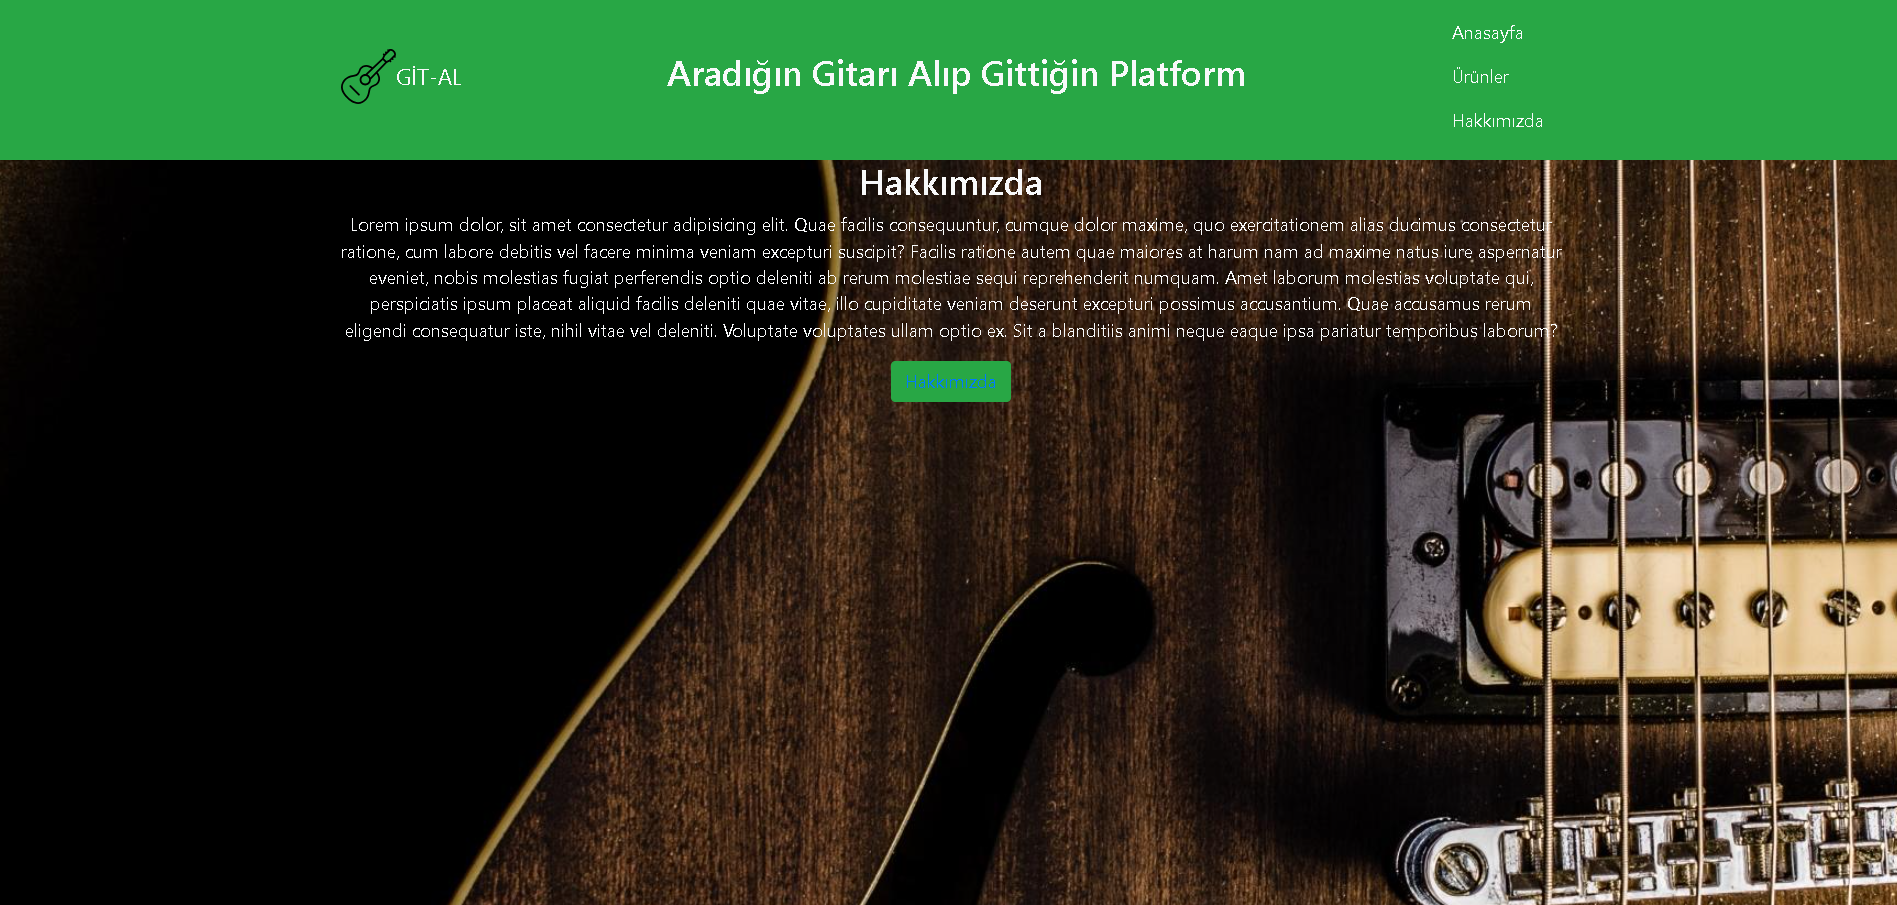 GİT-AL
Aradığın Gitarı Alıp Gittiğin Platform
Anasayfa
Ürünler
Hakkımızda
Hakkımızda
Lorem ipsum dolor, sit amet consectetur adipisicing elit. Quae facilis consequuntur, cumque dolor maxime, quo exercitationem alias ducimus consectetur
ratione, cum labore debitis vel facere minima veniam excepturi suscipit? Facilis ratione autem quae maiores at harum nam ad maxime natus iure aspernatur
eveniet, nobis molestias fugiat perferendis optio deleniti ab rerum molestiae sequi reprehenderit numquam. Amet laborum molestias voluptate qui,
perspiciatis ipsum placeat aliquid facilis deleniti quae vitae, illo cupiditate veniam deserunt excepturi possimus accusantium. Quae accusamus rerum
eligendi consequatur iste, nihil vitae vel deleniti. Voluptate voluptates ullam optio ex. Sit a blanditiis animi neque eaque ipsa pariatur temporibus laborum?
Hakkımızda